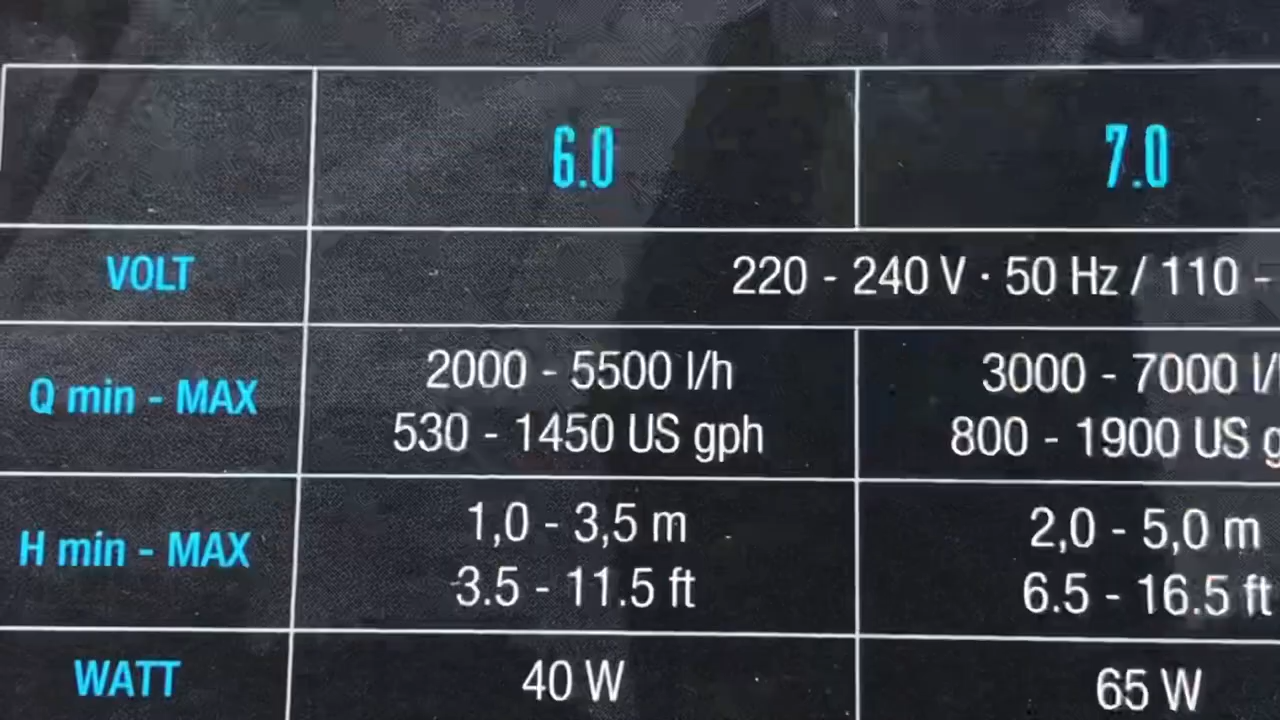 6.0 7.0
VOLT 220 - 240 V · 50 Hz / 110 -
Q min - MAX
2000 - 5500 l/h 3000 - 7000 l/
530 - 1450 US gph 800 - 1900 US g
H min - MAX
1,0 - 3,5 m 2,0 - 5,0 m
3.5 - 11.5 ft 6.5 - 16.5 ft
WATT 40 W 65 W